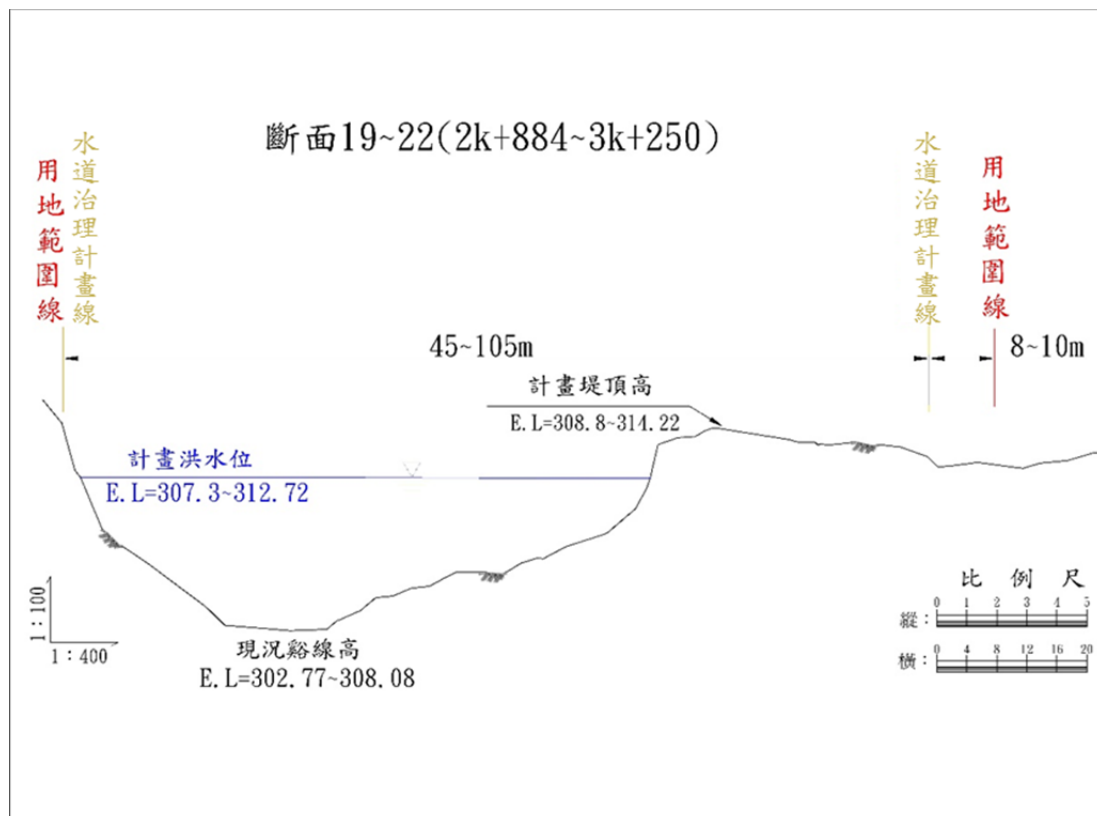 斷面19~22(2k+884~3k+250)
用地範圍線
水道治理計畫線
水道治理計畫線
用地範圍線
45~105m
8~10m
計畫堤頂高
E.L=308.8~314.22
計畫洪水位
E.L=307.3~312.72
現況谿線高
E.L=302.77~308.08
1:100
1:400
比例尺
縱: 0 1 2 3 4 5
橫: 0 4 8 12 16 20